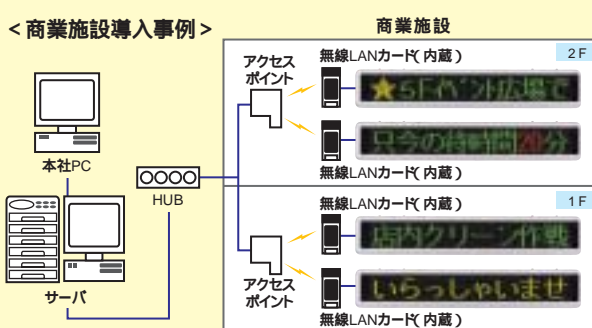 <商業施設導入事例>
商業施設
アクセス
ポイント
無線LANカード(内蔵)
2F
★5Fイベント広場で
只今の待時間20分
無線LANカード(内蔵)
本社PC
HUB
サーバ
無線LANカード(内蔵)
1F
店内クリーン作戦
いらっしゃいませ
アクセス
ポイント
無線LANカード(内蔵)